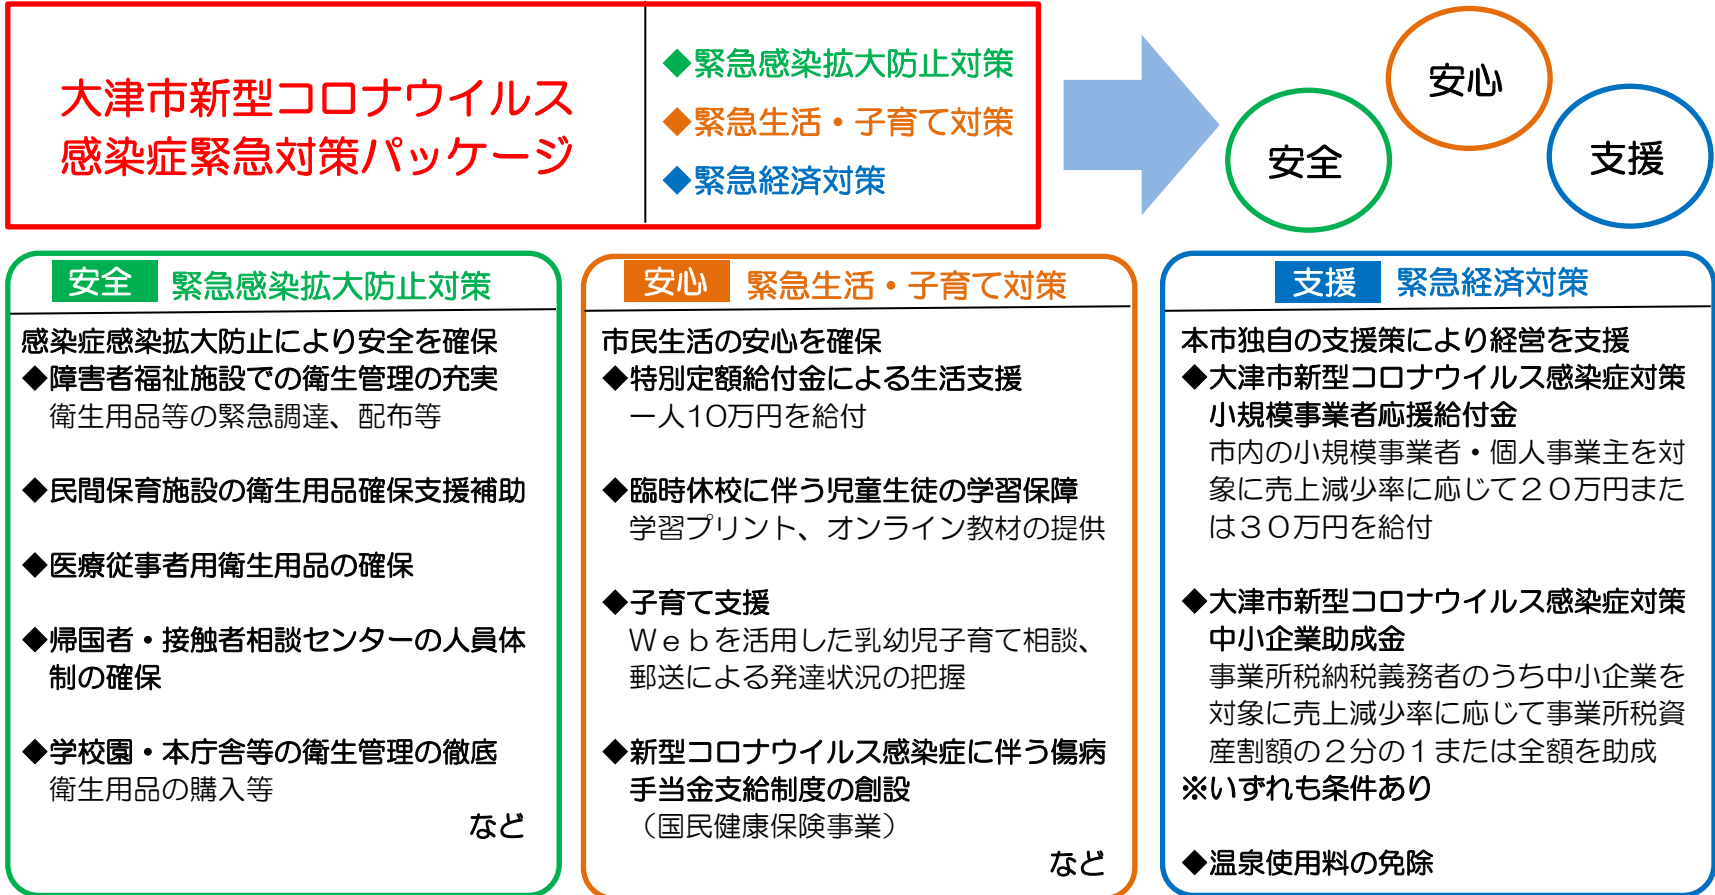 大津市新型コロナウイルス
感染症緊急対策パッケージ
◆緊急感染拡大防止対策
◆緊急生活・子育て対策
◆緊急経済対策
安全
安心
支援
安全 緊急感染拡大防止対策
感染症感染拡大防止により安全を確保
◆障害者福祉施設での衛生管理の充実
衛生用品等の緊急調達、配布等
◆民間保育施設の衛生用品確保支援補助
◆医療従事者用衛生用品の確保
◆帰国者・接触者相談センターの人員体
制の確保
◆学校園・本庁舎等の衛生管理の徹底
衛生用品の購入等
など
安心 緊急生活・子育て対策
市民生活の安心を確保
◆特別定額給付金による生活支援
一人10万円を給付
◆臨時休校に伴う児童生徒の学習保障
学習プリント、オンライン教材の提供
◆子育て支援
Ｗｅｂを活用した乳幼児子育て相談、
郵送による発達状況の把握
◆新型コロナウイルス感染症に伴う傷病
手当金支給制度の創設
（国民健康保険事業）
など
支援 緊急経済対策
本市独自の支援策により経営を支援
◆大津市新型コロナウイルス感染症対策
小規模事業者応援給付金
市内の小規模事業者・個人事業主を対
象に売上減少率に応じて２０万円また
は３０万円を給付
◆大津市新型コロナウイルス感染症対策
中小企業助成金
事業所税納税義務者のうち中小企業を
対象に売上減少率に応じて事業所税資
産割額の２分の１または全額を助成
※いずれも条件あり
◆温泉使用料の免除